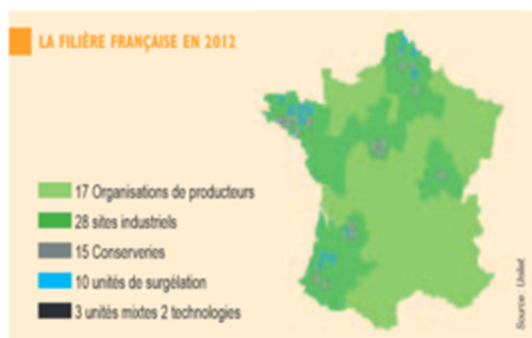 LA FILIÈRE FRANÇAISE EN 2012
17 Organisations de producteurs
28 sites industriels
15 Conserveries
10 unités de surgélation
3 unités mixtes 2 technologies
Source : Unilet